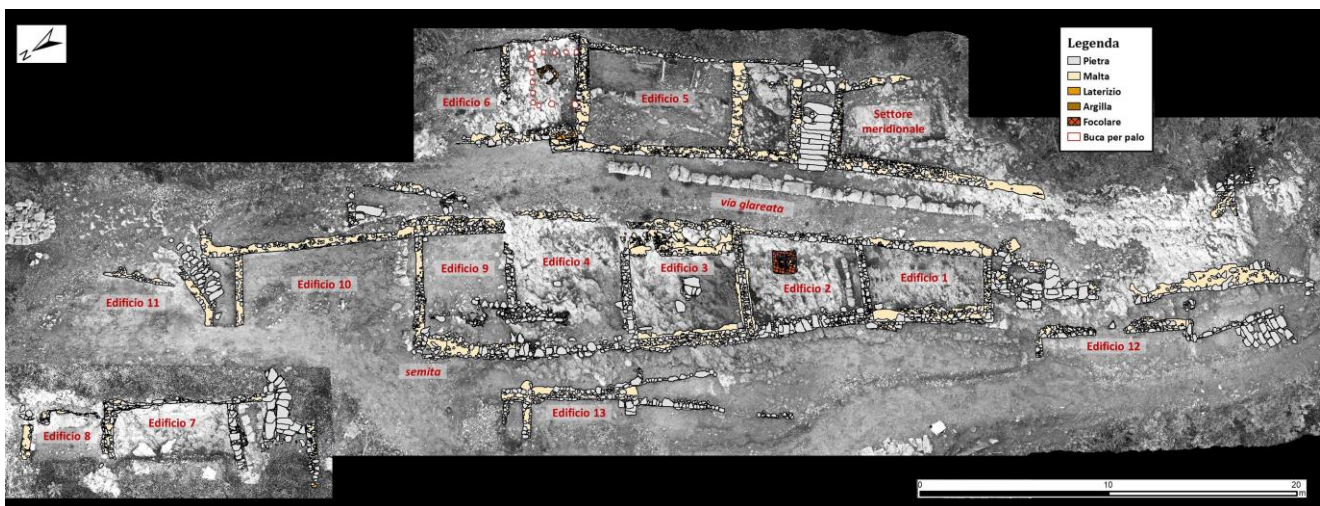 N
Legenda
Pietra
Malta
Laterizio
Argilla
Focolare
Buca per palo
Edificio 6
Edificio 5
Settore
meridionale
via glareata
Edificio 11
Edificio 10
Edificio 9
Edificio 4
Edificio 3
Edificio 2
Edificio 1
Edificio 12
semita
Edificio 13
Edificio 8
Edificio 7
0
10
20
m